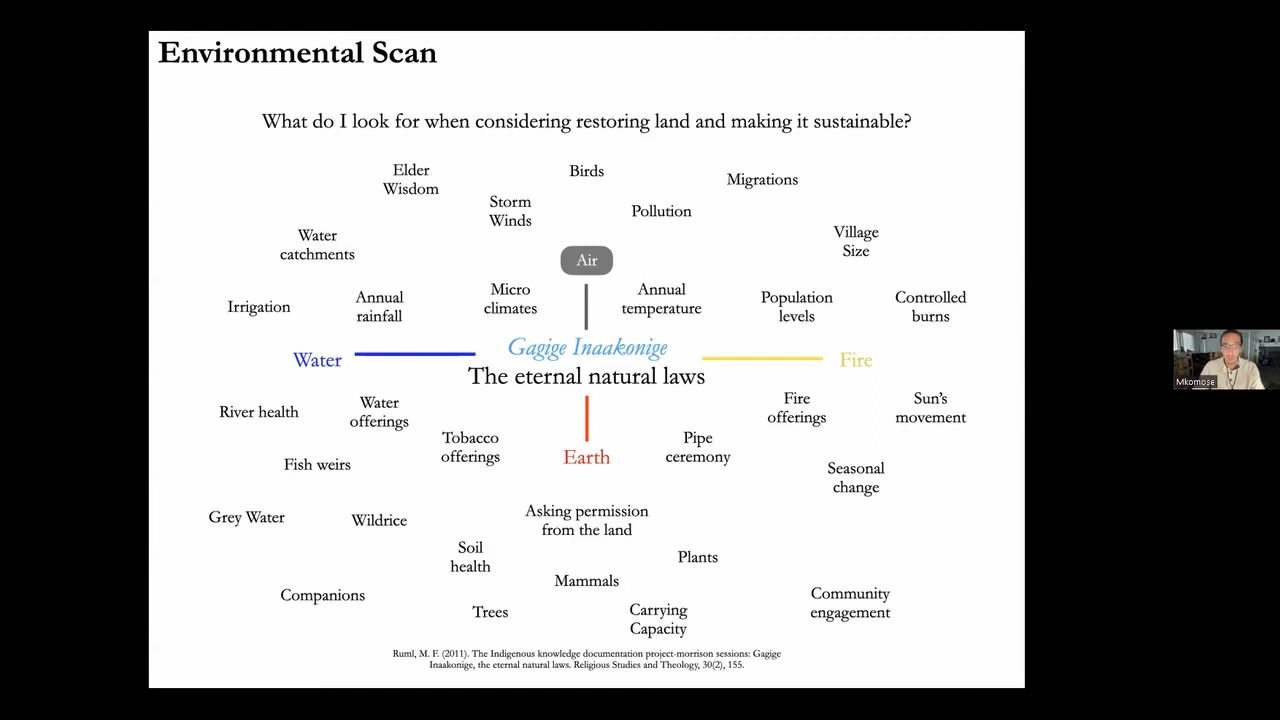 Environmental Scan
What do I look for when considering restoring land and making it sustainable?
Elder
Wisdom
Birds
Migrations
Storm
Winds
Pollution
Water
catchments
Village
Size
Air
Irrigation
Annual
rainfall
Micro
climates
Annual
temperature
Population
levels
Controlled
burns
Water
Gagige Inaakonige
The eternal natural laws
Fire
Mkomose
River health
Water
offerings
Fire
offerings
Sun's
movement
Tobacco
offerings
Earth
Pipe
ceremony
Fish weirs
Seasonal
change
Grey Water
Wildrice
Asking permission
from the land
Soil
health
Plants
Mammals
Companions
Trees
Carrying
Capacity
Community
engagement
Ruml, M. F. (2011). The Indigenous knowledge documentation project-morrison sessions: Gagige
Inaakonige, the eternal natural laws. Religious Studies and Theology, 30(2), 155.